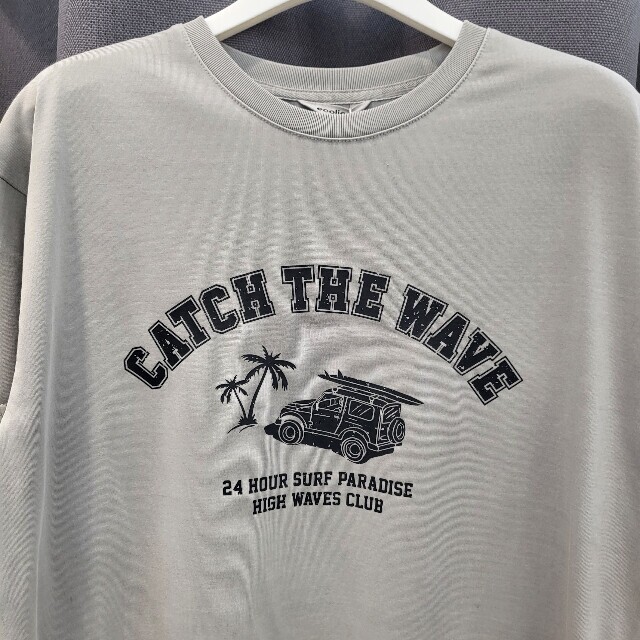 CATCH THE WAVE
24 HOUR SURF PARADISE
HIGH WAVES CLUB